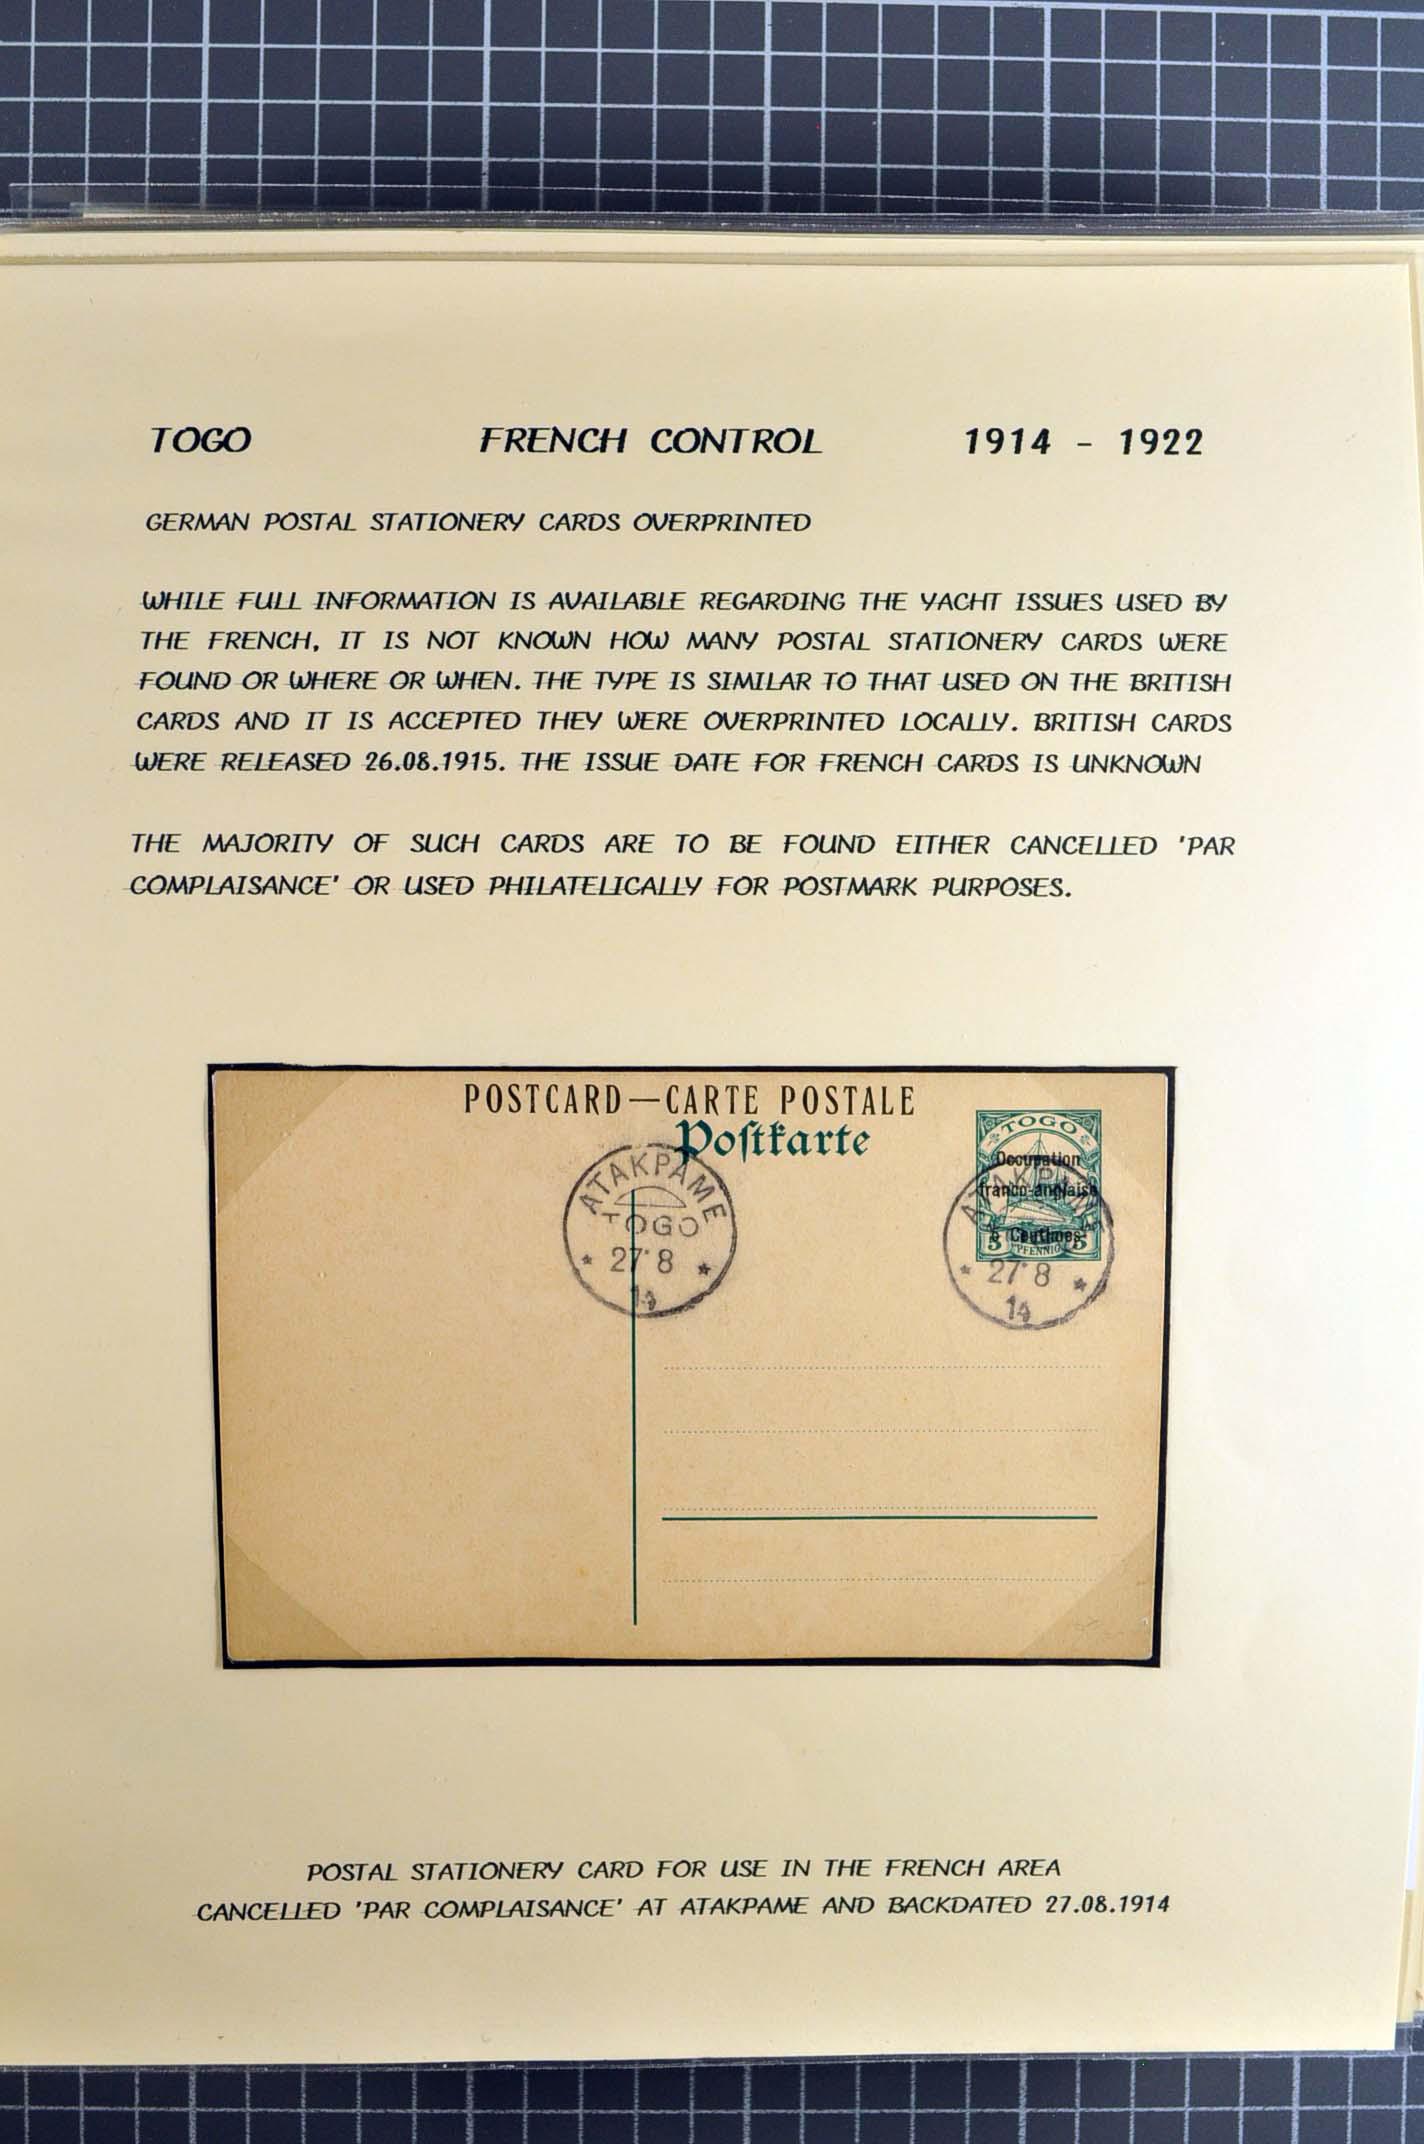 TOGO FRENCH CONTROL 1914 - 1922
GERMAN POSTAL STATIONERY CARDS OVERPRINTED
WHILE FULL INFORMATION IS AVAILABLE REGARDING THE YACHT ISSUES USED BY
THE FRENCH, IT IS NOT KNOWN HOW MANY POSTAL STATIONERY CARDS WERE
FOUND OR WHERE OR WHEN. THE TYPE IS SIMILAR TO THAT USED ON THE BRITISH
CARDS AND IT IS ACCEPTED THEY WERE OVERPRINTED LOCALLY. BRITISH CARDS
WERE RELEASED 26.08.1915. THE ISSUE DATE FOR FRENCH CARDS IS UNKNOWN
THE MAJORITY OF SUCH CARDS ARE TO BE FOUND EITHER CANCELLED 'PAR
COMPLAISANCE' OR USED PHILATELICALLY FOR POSTMARK PURPOSES.
POSTCARD—CARTE POSTALE
Poſtkarte
TOGO
Occupation
franco-anglaise
Centimes
5 PFENNIG 5
ATAKPAME
TOGO
* 27 8 *
14
ATAKPAME
* 27 8 *
14
POSTAL STATIONERY CARD FOR USE IN THE FRENCH AREA
CANCELLED 'PAR COMPLAISANCE' AT ATAKPAME AND BACKDATED 27.08.1914